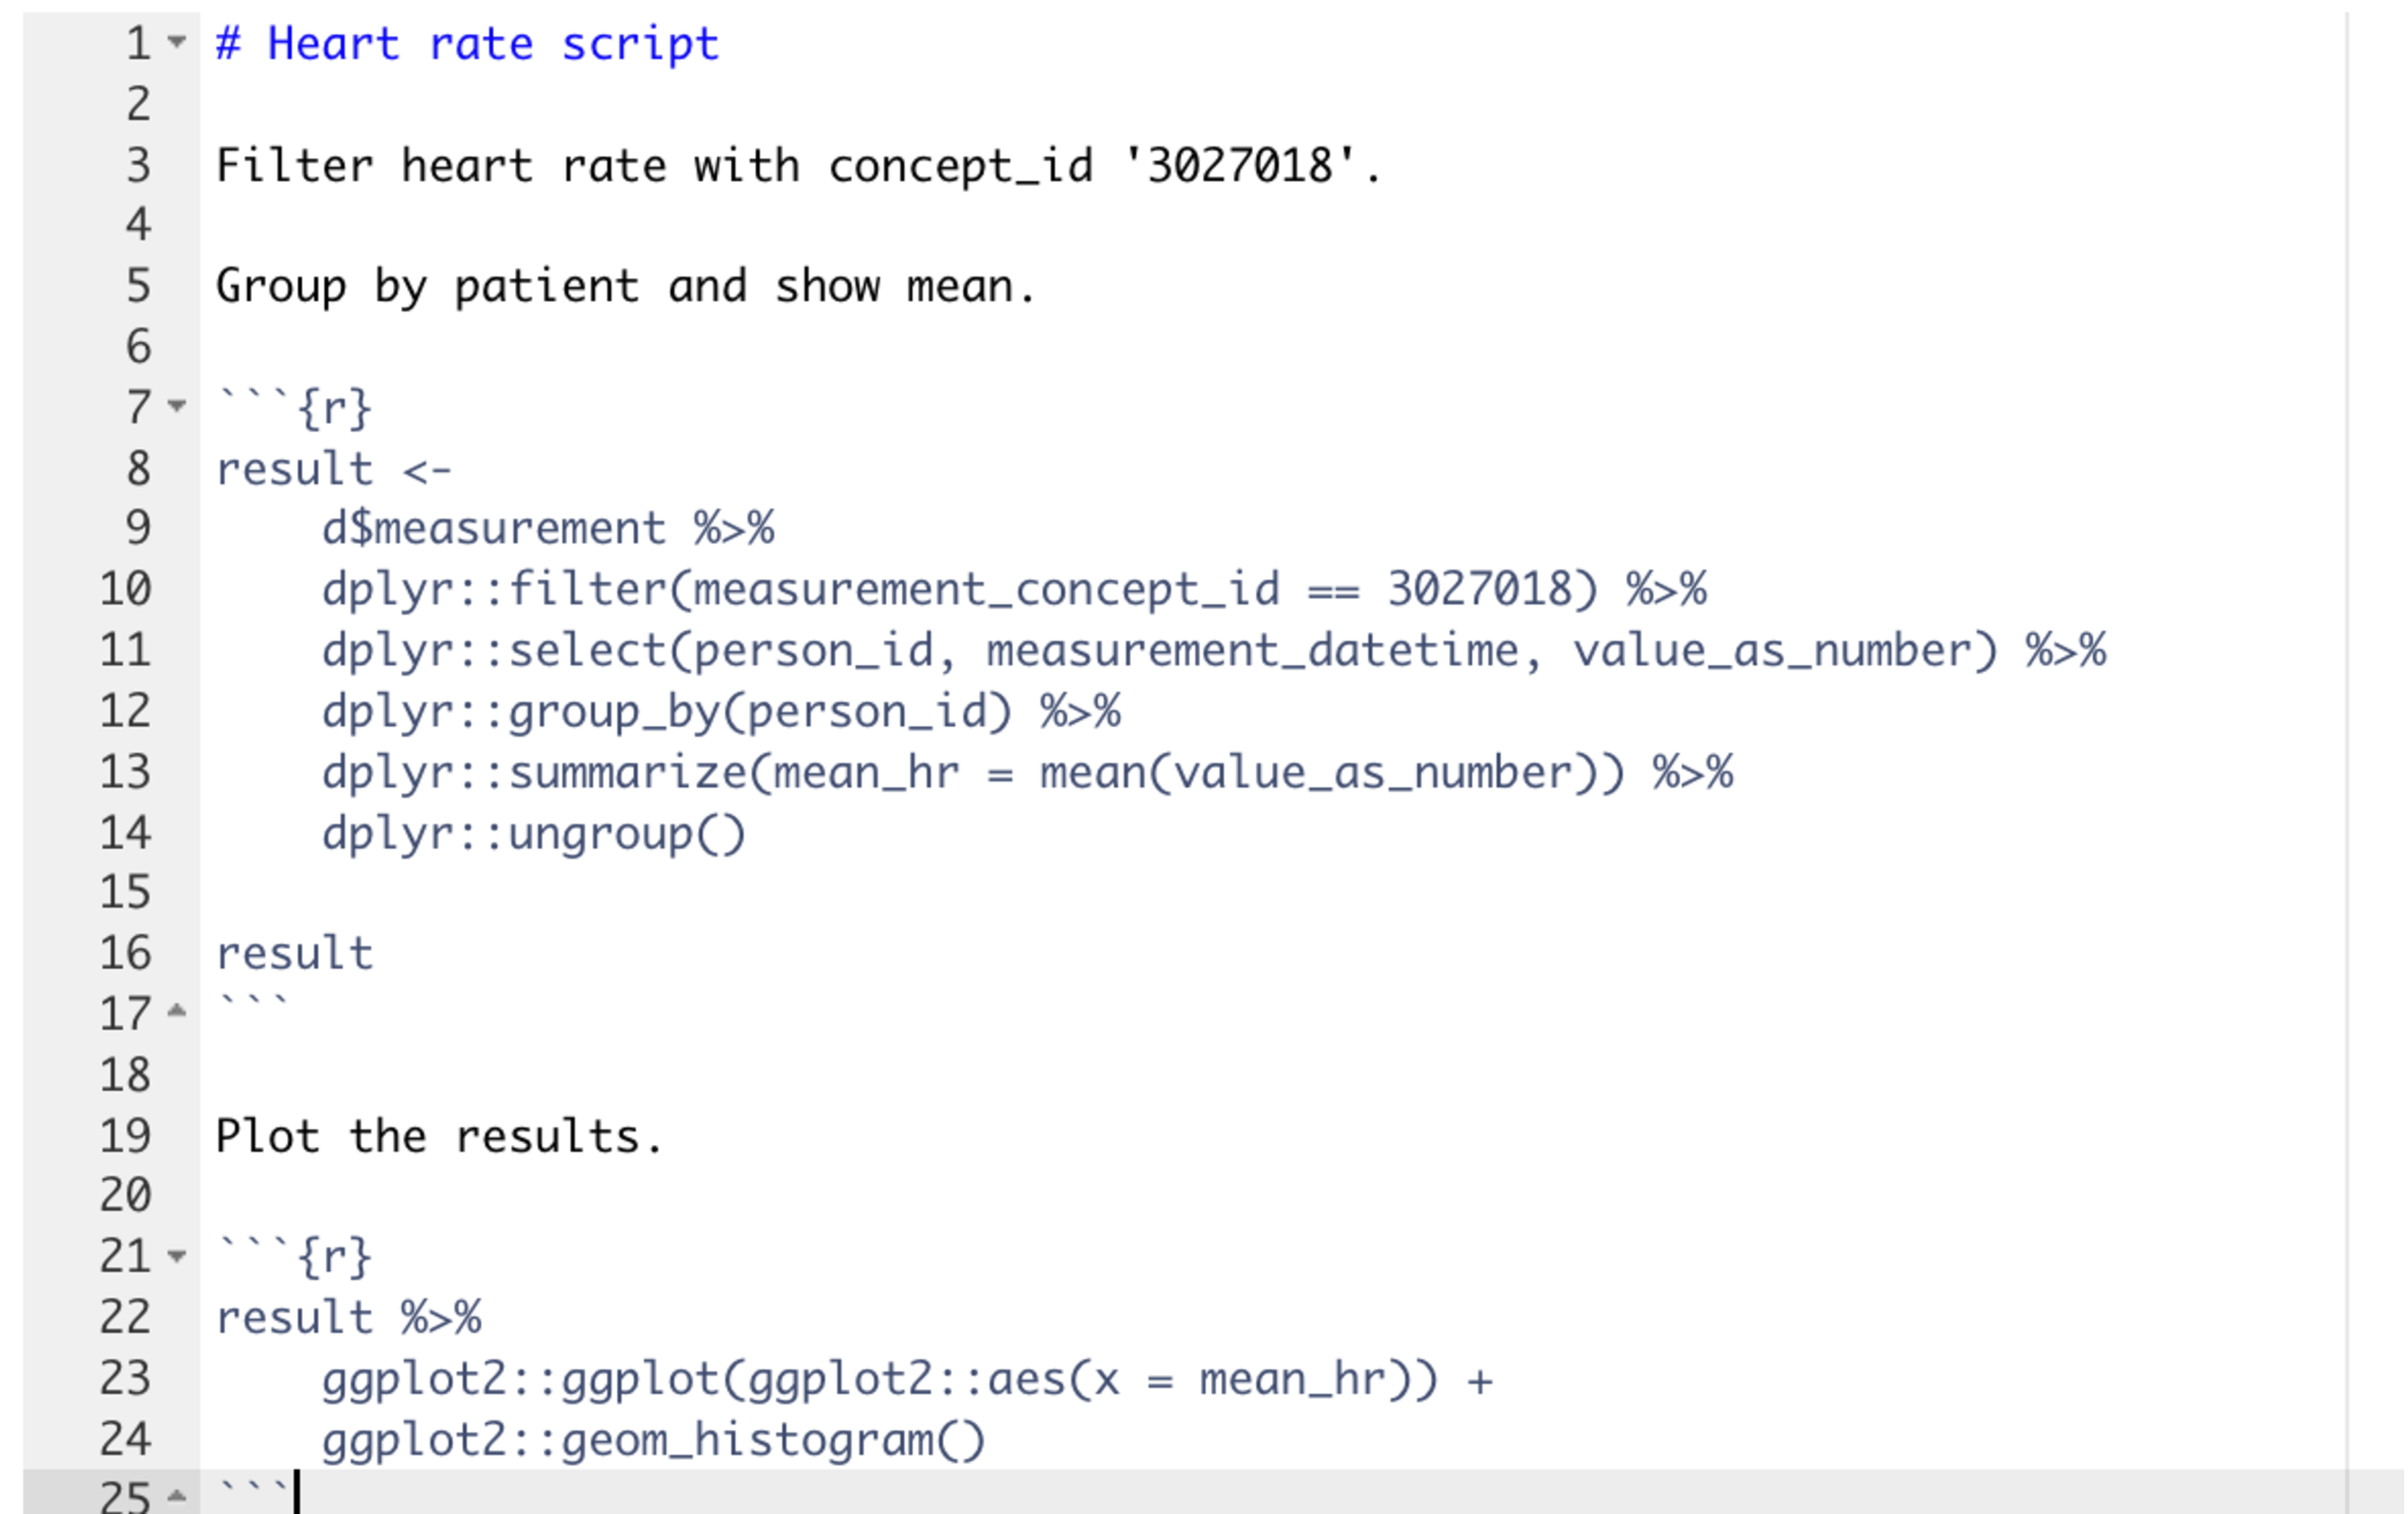 1 # Heart rate script
2
3 Filter heart rate with concept_id '3027018'.
4
5 Group by patient and show mean.
6
7 ```{r}
8 result <-
9     d$measurement %>%
10     dplyr::filter(measurement_concept_id == 3027018) %>%
11     dplyr::select(person_id, measurement_datetime, value_as_number) %>%
12     dplyr::group_by(person_id) %>%
13     dplyr::summarize(mean_hr = mean(value_as_number)) %>%
14     dplyr::ungroup()
15
16 result
17 ```
18
19 Plot the results.
20
21 ```{r}
22 result %>%
23     ggplot2::ggplot(ggplot2::aes(x = mean_hr)) +
24     ggplot2::geom_histogram()
25 ```